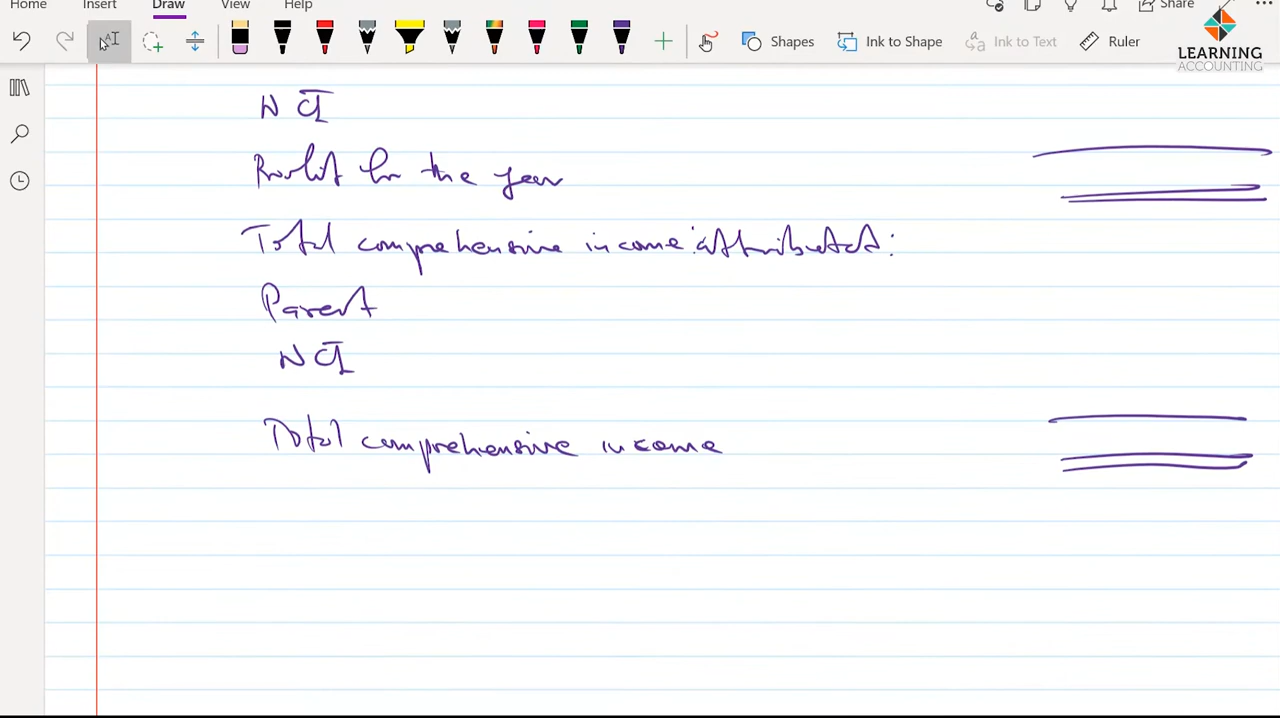 Home Insert Draw View Help Share
Shapes Ink to Shape Ink to Text Ruler
LEARNING
ACCOUNTING
NCI
Profit for the year
Total comprehensive income attributed:
Parent
NCI
Total comprehensive income